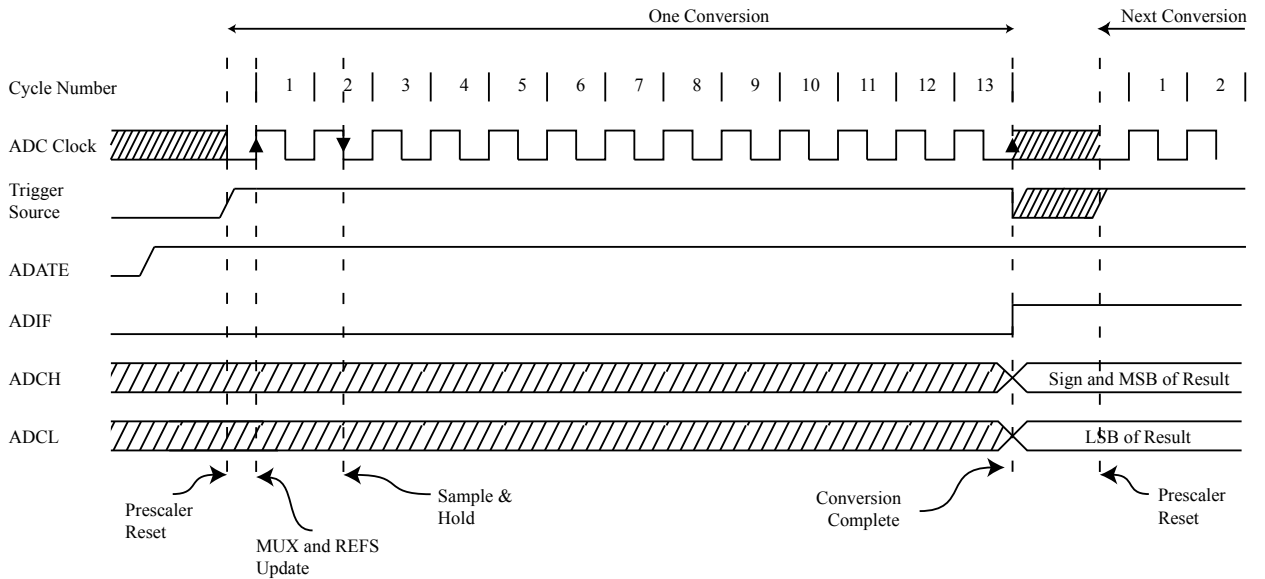 One Conversion
Next Conversion
Cycle Number
1 2 3 4 5 6 7 8 9 10 11 12 13 1 2
ADC Clock
Trigger
Source
ADATE
ADIF
ADCH
Sign and MSB of Result
ADCL
LSB of Result
Prescaler
Reset
MUX and REFS
Update
Sample &
Hold
Conversion
Complete
Prescaler
Reset